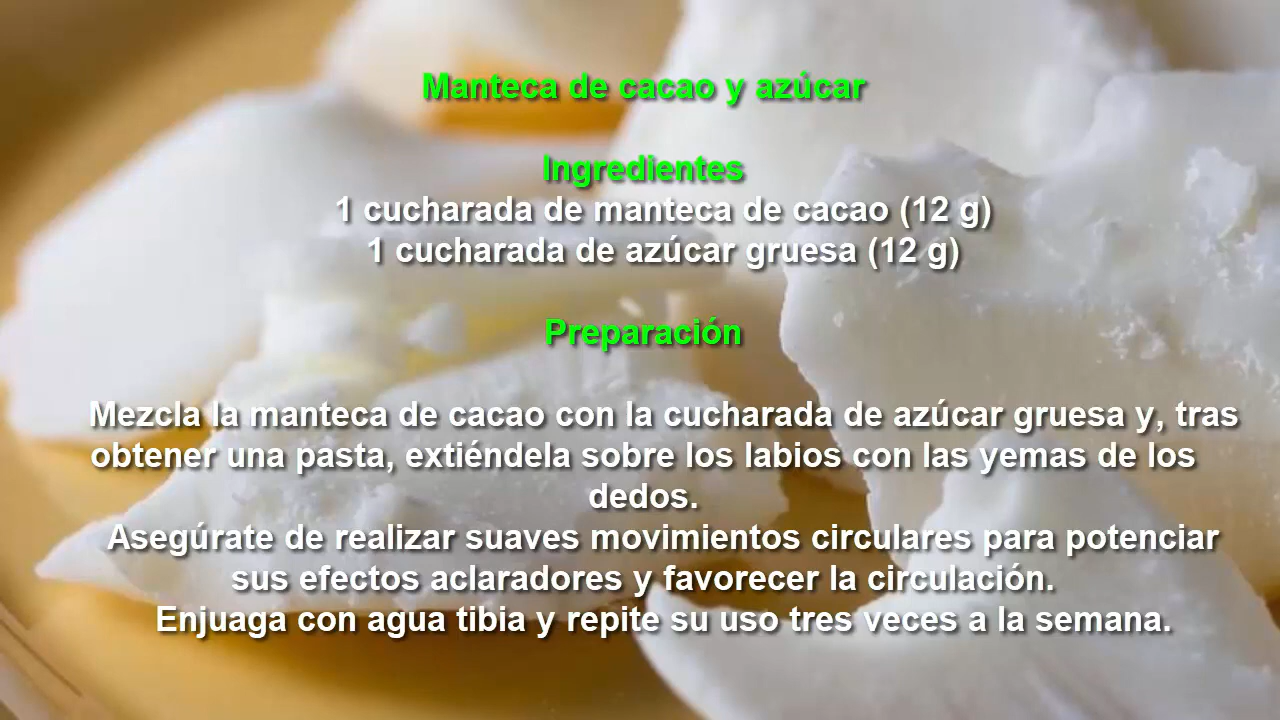 Manteca de cacao y azúcar
Ingredientes
1 cucharada de manteca de cacao (12 g)
1 cucharada de azúcar gruesa (12 g)
Preparación
Mezcla la manteca de cacao con la cucharada de azúcar gruesa y, tras
obtener una pasta, extiéndela sobre los labios con las yemas de los
dedos.
Asegúrate de realizar suaves movimientos circulares para potenciar
sus efectos aclaradores y favorecer la circulación.
Enjuaga con agua tibia y repite su uso tres veces a la semana.